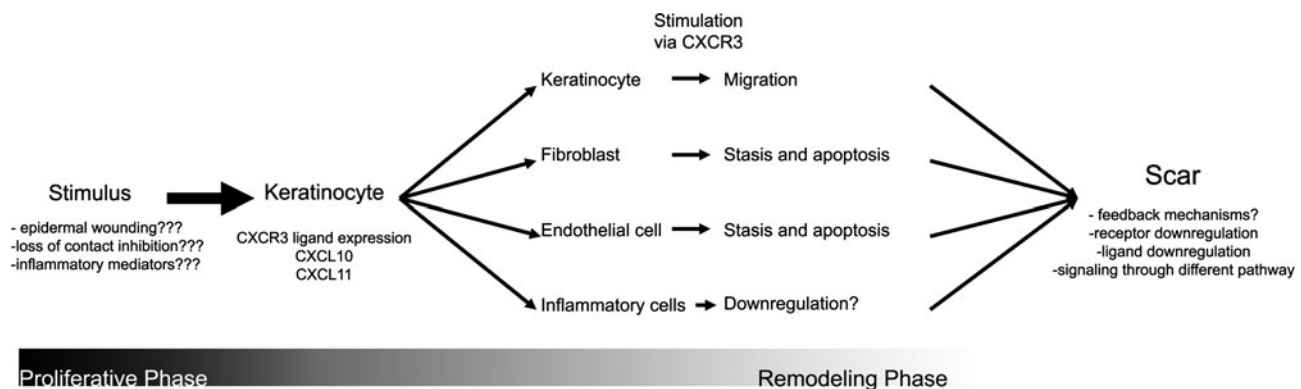 Stimulation
via CXCR3
Keratinocyte
Migration
Fibroblast
Stasis and apoptosis
Stimulus
- epidermal wounding???
-loss of contact inhibition???
-inflammatory mediators???
Keratinocyte
CXCR3 ligand expression
CXCL10
CXCL11
Endothelial cell
Stasis and apoptosis
Inflammatory cells
Downregulation?
Scar
- feedback mechanisms?
-receptor downregulation
-ligand downregulation
-signaling through different pathway
Proliferative Phase
Remodeling Phase